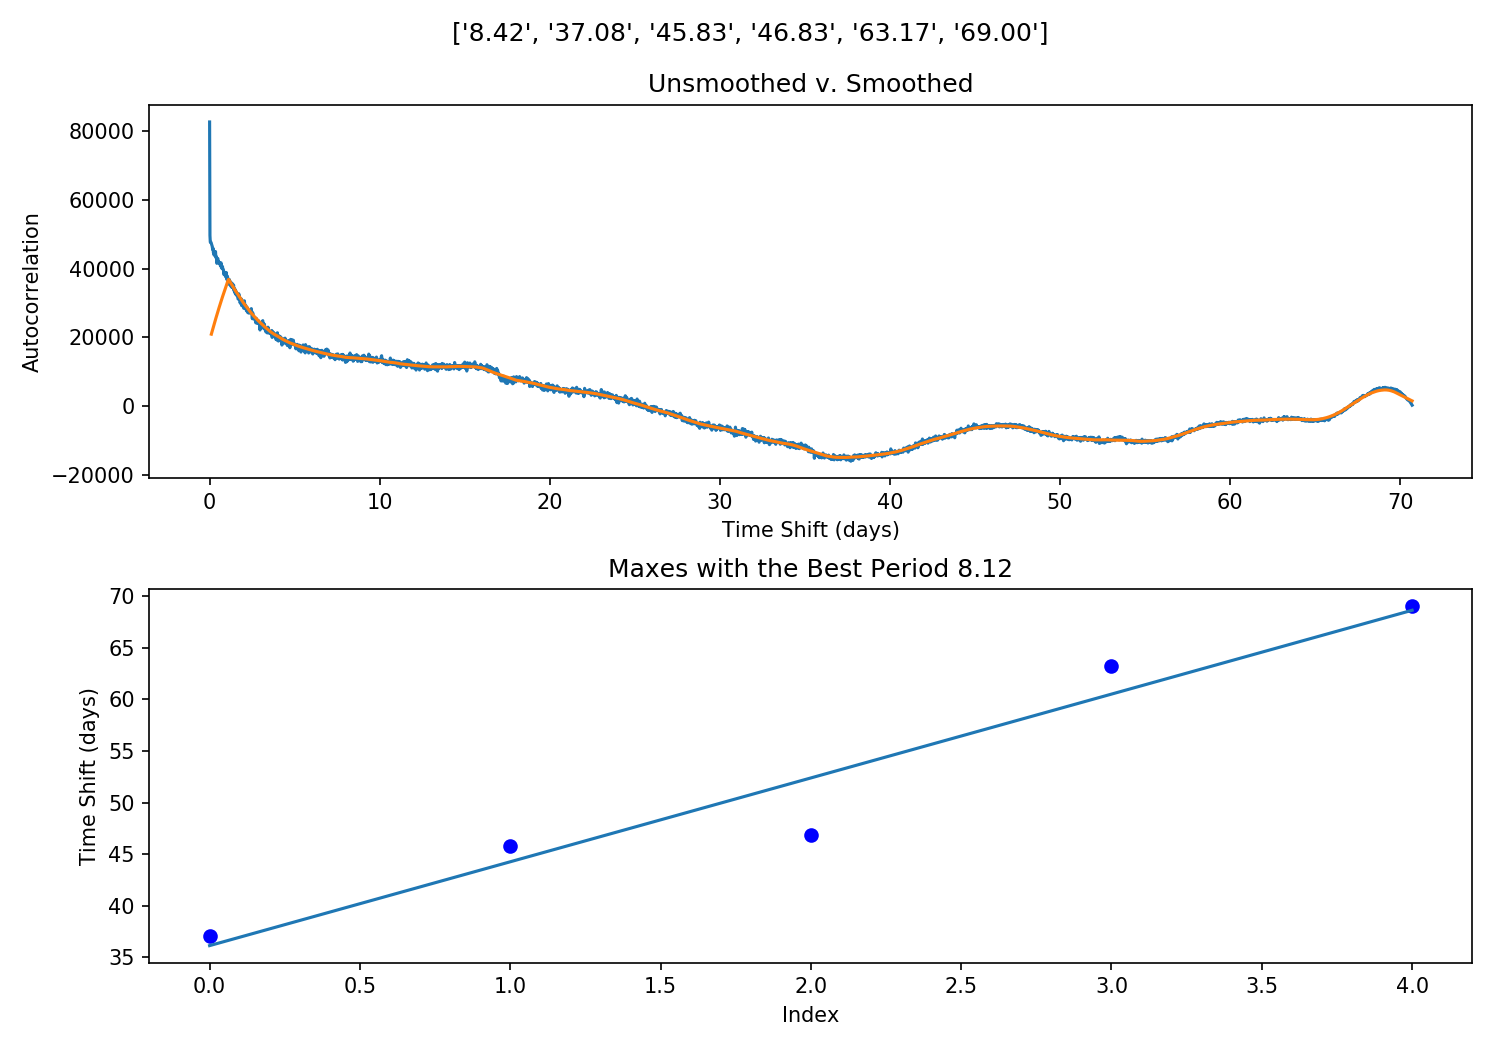 ['8.42', '37.08', '45.83', '46.83', '63.17', '69.00']
Unsmoothed v. Smoothed
80000
60000
40000
20000
0
−20000
Autocorrelation
0 10 20 30 40 50 60 70
Time Shift (days)
Maxes with the Best Period 8.12
70
65
60
55
50
45
40
35
Time Shift (days)
0.0 0.5 1.0 1.5 2.0 2.5 3.0 3.5 4.0
Index